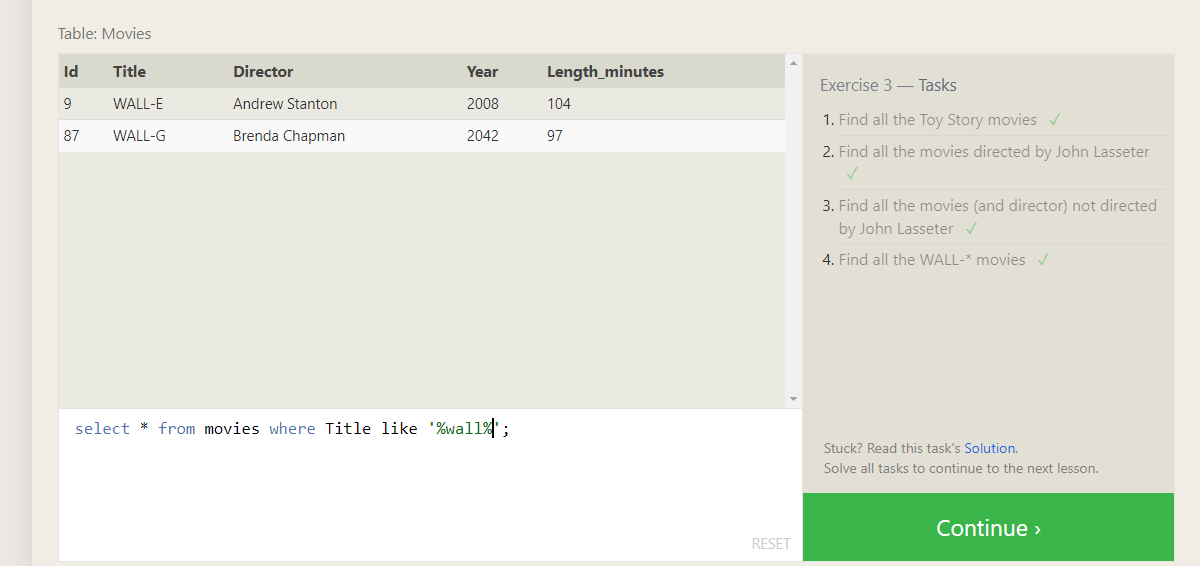 Table: Movies
Id Title Director Year Length_minutes
9 WALL-E Andrew Stanton 2008 104
87 WALL-G Brenda Chapman 2042 97
select * from movies where Title like '%wall%';
RESET
Exercise 3 — Tasks
1. Find all the Toy Story movies ✓
2. Find all the movies directed by John Lasseter
✓
3. Find all the movies (and director) not directed
by John Lasseter ✓
4. Find all the WALL-* movies ✓
Stuck? Read this task's Solution.
Solve all tasks to continue to the next lesson.
Continue ›